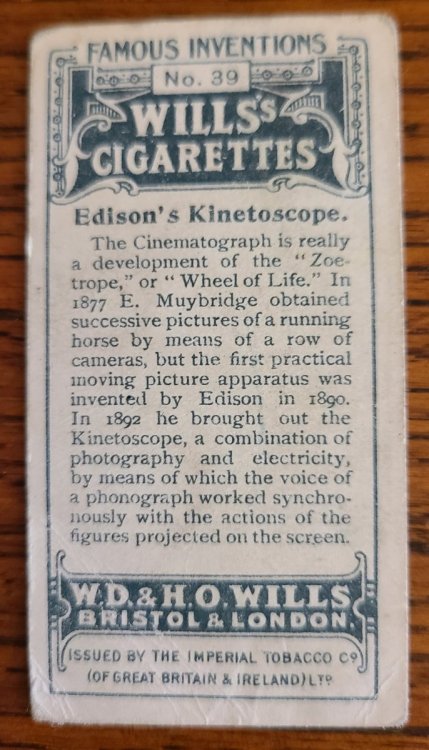 FAMOUS INVENTIONS
No. 39
WILLS'S
CIGARETTES
Edison's Kinetoscope.
The Cinematograph is really
a development of the "Zoe-
trope," or "Wheel of Life." In
1877 E. Muybridge obtained
successive pictures of a running
horse by means of a row of
cameras, but the first practical
moving picture apparatus was
invented by Edison in 1890.
In 1892 he brought out the
Kinetoscope, a combination of
photography and electricity,
by means of which the voice of
a phonograph worked synchro-
nously with the actions of the
figures projected on the screen.
W.D. & H.O. WILLS
BRISTOL & LONDON.
ISSUED BY THE IMPERIAL TOBACCO Cº
(OF GREAT BRITAIN & IRELAND) LTD